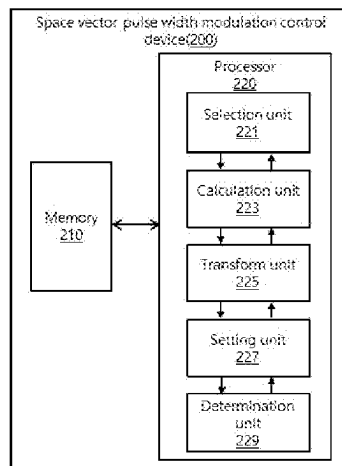 Space vector pulse width modulation control
device(200)
Processor
220
Selection unit
221
Calculation unit
223
Memory
210
Transform unit
225
Setting unit
227
Determination
unit
229